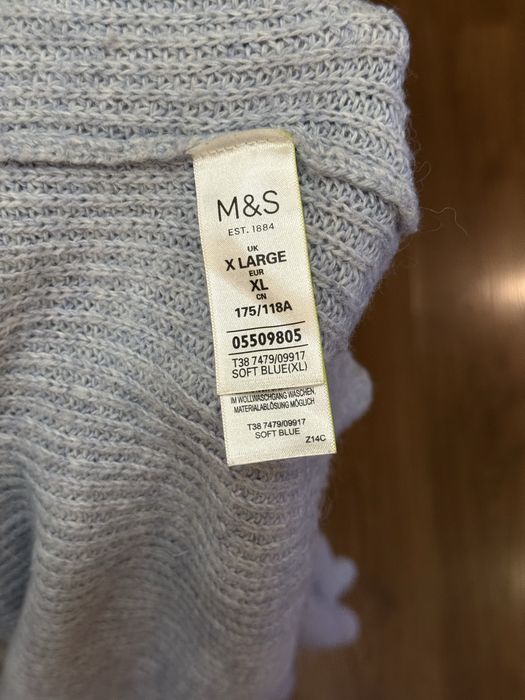 M&S
EST. 1884
UK
X LARGE
EUR
XL
CN
175/118A
05509805
T38 7479/09917
SOFT BLUE(XL)
IM WOLLWASCHGANG WASCHEN,
MATERIALABLÖSUNG MÖGLICH
T38 7479/09917
SOFT BLUE
Z14C